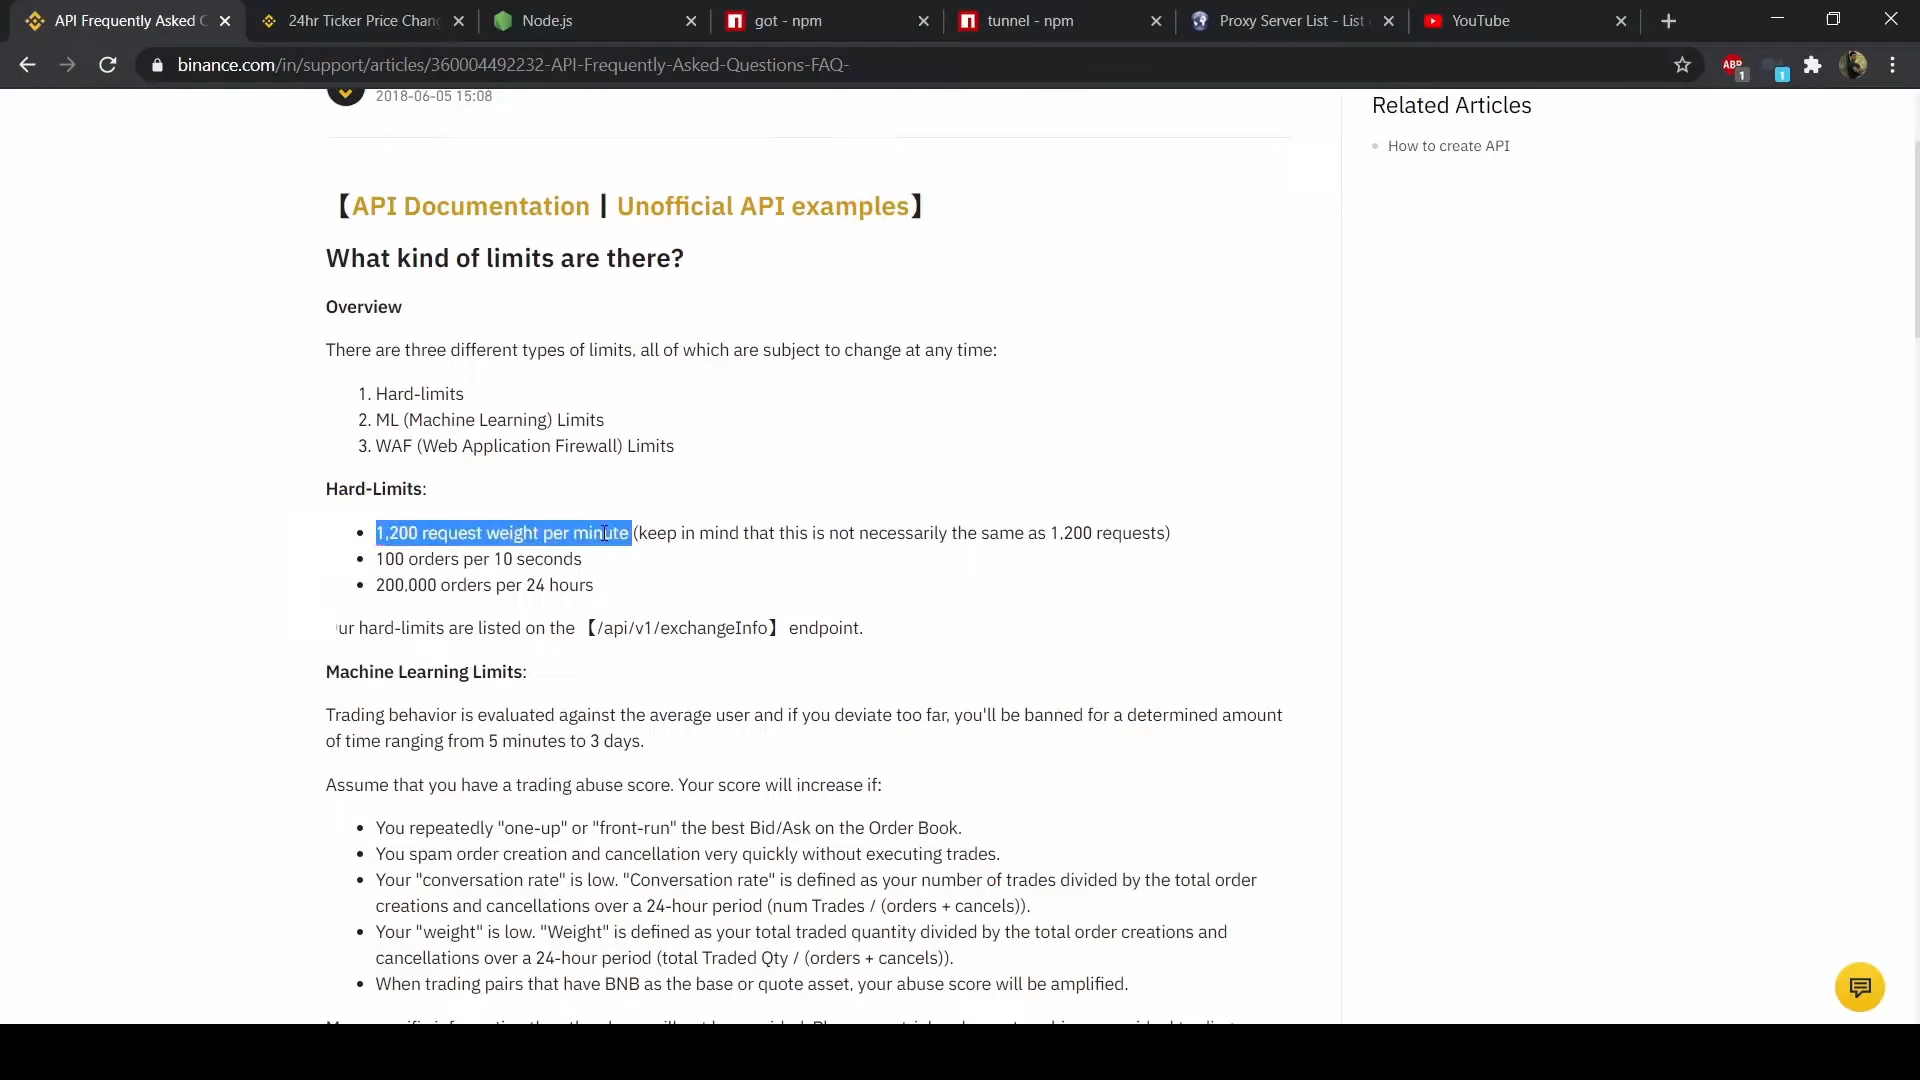 API Frequently Asked
24hr Ticker Price Chan
Node.js
got - npm
tunnel - npm
Proxy Server List - List
YouTube
binance.com/in/support/articles/360004492232-API-Frequently-Asked-Questions-FAQ-
ABP
1
1
2018-06-05 15:08
Related Articles
How to create API
【API Documentation | Unofficial API examples】
What kind of limits are there?
Overview
There are three different types of limits, all of which are subject to change at any time:
1. Hard-limits
2. ML (Machine Learning) Limits
3. WAF (Web Application Firewall) Limits
Hard-Limits:
• 1,200 request weight per minute (keep in mind that this is not necessarily the same as 1,200 requests)
• 100 orders per 10 seconds
• 200,000 orders per 24 hours
ur hard-limits are listed on the 【/api/v1/exchangeInfo】 endpoint.
Machine Learning Limits:
Trading behavior is evaluated against the average user and if you deviate too far, you'll be banned for a determined amount
of time ranging from 5 minutes to 3 days.
Assume that you have a trading abuse score. Your score will increase if:
• You repeatedly "one-up" or "front-run" the best Bid/Ask on the Order Book.
• You spam order creation and cancellation very quickly without executing trades.
• Your "conversation rate" is low. "Conversation rate" is defined as your number of trades divided by the total order
creations and cancellations over a 24-hour period (num Trades / (orders + cancels)).
• Your "weight" is low. "Weight" is defined as your total traded quantity divided by the total order creations and
cancellations over a 24-hour period (total Traded Qty / (orders + cancels)).
• When trading pairs that have BNB as the base or quote asset, your abuse score will be amplified.